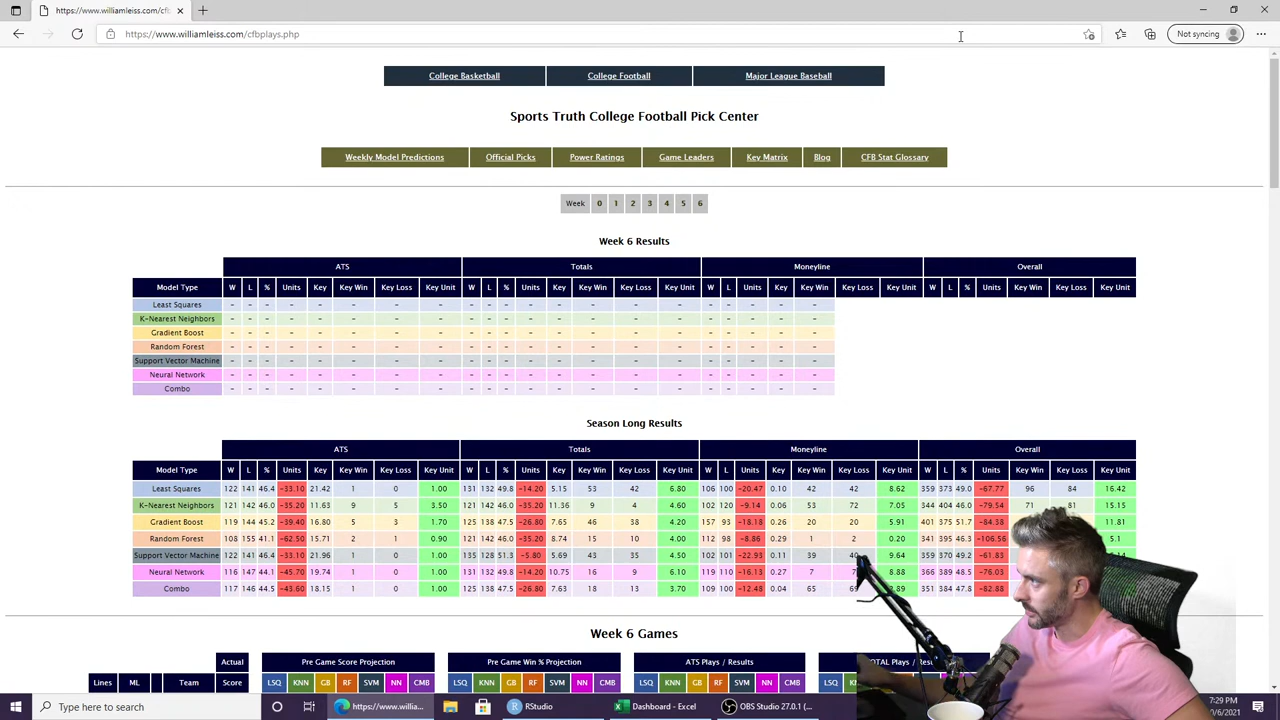 https://www.williamleiss.com/cfb
https://www.williamleiss.com/cfbplays.php
Not syncing
College Basketball College Football Major League Baseball
Sports Truth College Football Pick Center
Weekly Model Predictions Official Picks Power Ratings Game Leaders Key Matrix Blog CFB Stat Glossary
Week 0 1 2 3 4 5 6
Week 6 Results
ATS Totals Moneyline Overall
Model Type W L % Units Key Key Win Key Loss Key Unit W L % Units Key Key Win Key Loss Key Unit W L Units Key Key Win Key Loss Key Unit W L % Units Key Win Key Loss Key Unit
Least Squares - - - - - - - - - - - - - - - - - - - - -
K-Nearest Neighbors - - - - - - - - - - - - - - - - - - - - -
Gradient Boost - - - - - - - - - - - - - - - - - - - - -
Random Forest - - - - - - - - - - - - - - - - - - - - -
Support Vector Machine - - - - - - - - - - - - - - - - - - - - -
Neural Network - - - - - - - - - - - - - - - - - - - - -
Combo - - - - - - - - - - - - - - - - - - - - -
Season Long Results
ATS Totals Moneyline Overall
Model Type W L % Units Key Key Win Key Loss Key Unit W L % Units Key Key Win Key Loss Key Unit W L Units Key Key Win Key Loss Key Unit W L % Units Key Win Key Loss Key Unit
Least Squares 122 141 46.4 -33.10 21.42 1 0 1.00 131 132 49.8 -14.20 5.15 53 42 6.80 106 100 -20.47 0.10 42 42 8.62 359 373 49.0 -67.77 96 84 16.42
K-Nearest Neighbors 121 142 46.0 -35.20 11.63 9 5 3.50 121 142 46.0 -35.20 11.36 9 4 4.60 102 120 -9.14 0.06 53 72 7.05 344 404 46.0 -79.54 71 81 15.15
Gradient Boost 119 144 45.2 -39.40 16.80 5 3 1.70 125 138 47.5 -26.80 7.65 46 38 4.20 157 93 -18.18 0.26 20 20 5.91 401 375 51.7 -84.38 11.81
Random Forest 108 155 41.1 -62.50 15.71 2 1 0.90 121 142 46.0 -35.20 8.74 15 10 4.00 112 98 -8.86 0.29 1 2 0.20 341 395 46.3 -106.56 5.1
Support Vector Machine 122 141 46.4 -33.10 21.96 1 0 1.00 135 128 51.3 -5.80 5.69 43 35 4.50 102 101 -22.93 0.11 39 40 9.64 359 370 49.2 -61.83
Neural Network 116 147 44.1 -45.70 19.74 1 0 1.00 131 132 49.8 -14.20 10.75 16 9 6.10 119 110 -16.13 0.27 7 8.88 366 389 48.5 -76.03
Combo 117 146 44.5 -43.60 18.15 1 0 1.00 125 138 47.5 -26.80 7.63 18 13 3.70 109 100 -12.48 0.04 65 69 351 384 47.8 -82.88
Week 6 Games
Actual Pre Game Score Projection Pre Game Win % Projection ATS Plays / Results TOTAL Plays /
Lines ML Team Score LSQ KNN GB RF SVM NN CMB LSQ KNN GB RF SVM NN CMB LSQ KNN GB RF SVM NN CMB LSQ
Type here to search
https://www.willia...
RStudio
Dashboard - Excel
OBS Studio 27.0.1 (...
7:29 PM